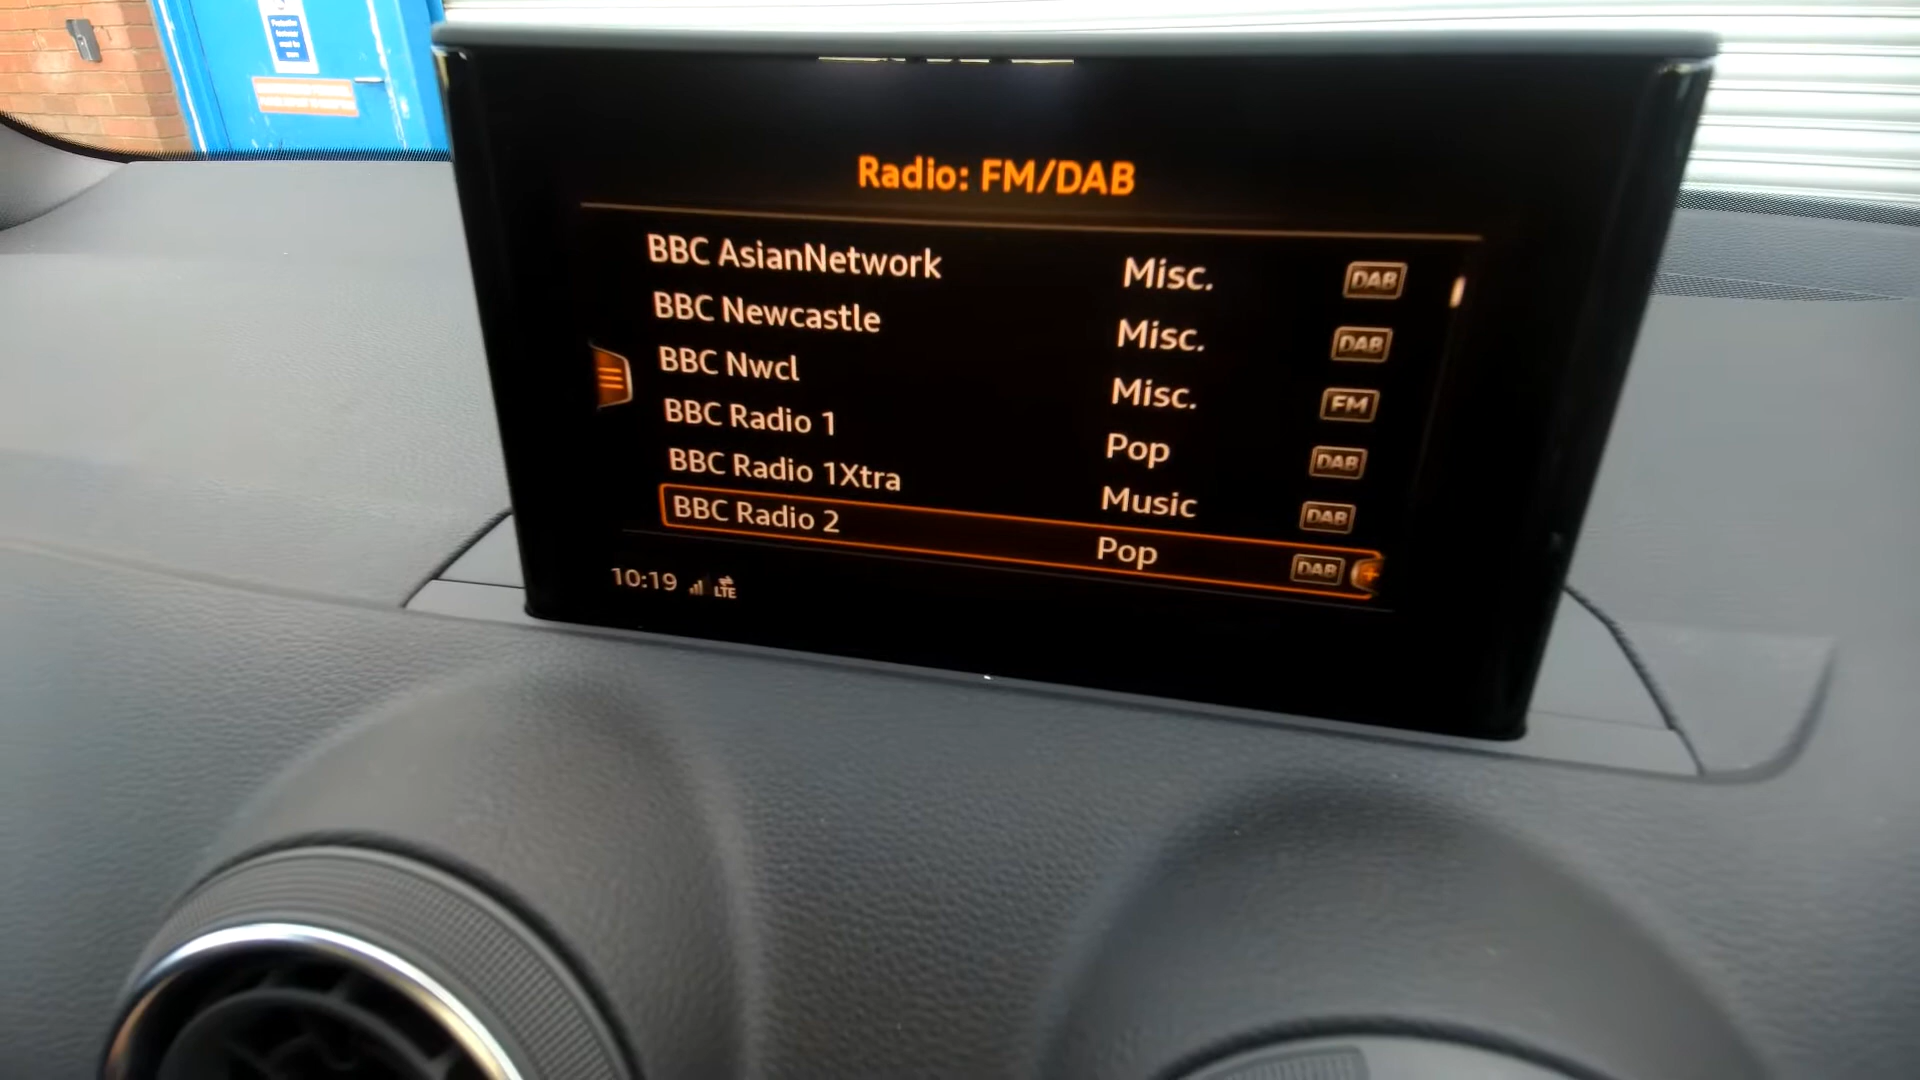 Radio: FM/DAB
BBC AsianNetwork Misc. DAB
BBC Newcastle Misc. DAB
BBC Nwcl Misc. FM
BBC Radio 1 Pop DAB
BBC Radio 1Xtra Music DAB
BBC Radio 2 Pop DAB
10:19 LTE